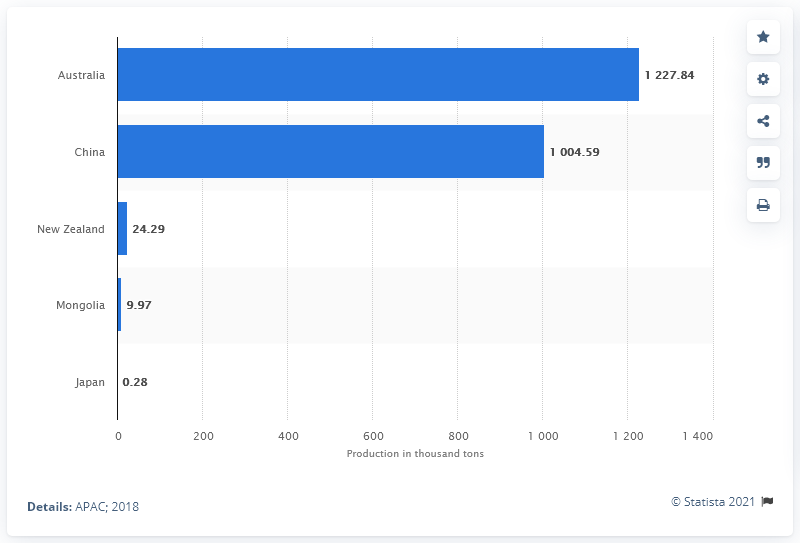 Australia 1 227.84
China 1 004.59
New Zealand 24.29
Mongolia 9.97
Japan 0.28
0 200 400 600 800 1 000 1 200 1 400
Production in thousand tons
Details: APAC; 2018
© Statista 2021